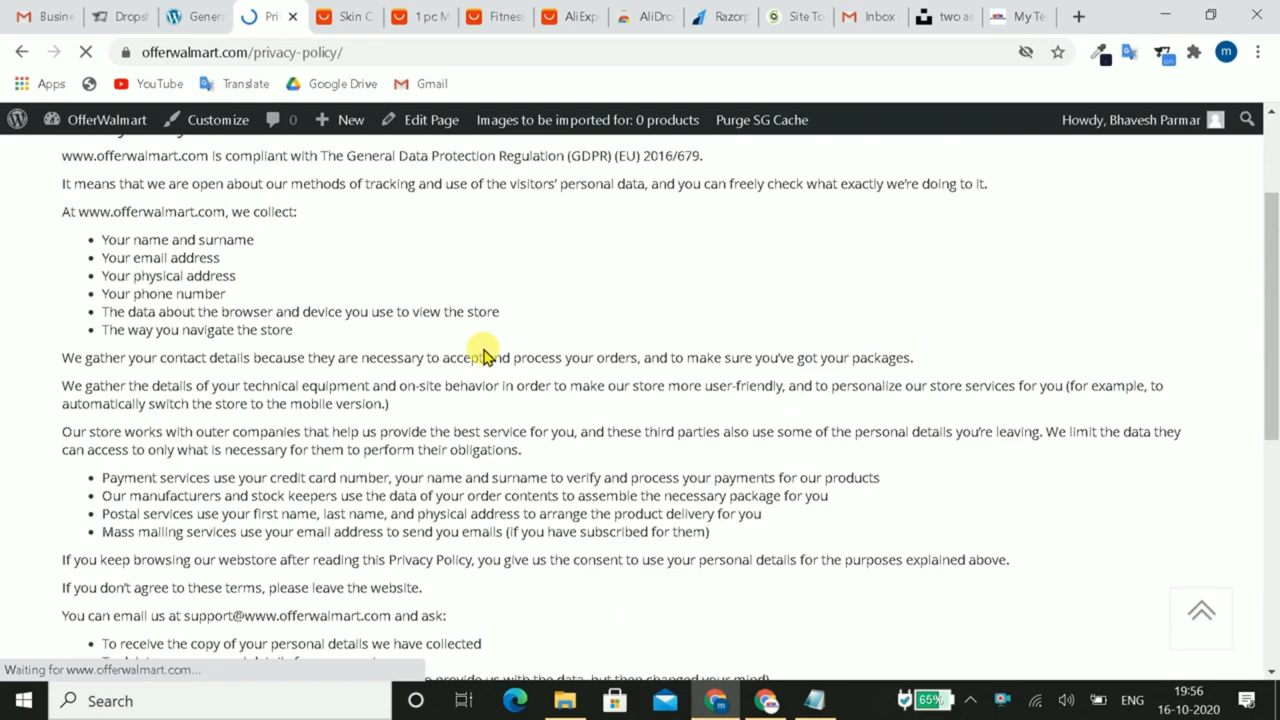 Busine
Dropsh
Genera
Pri
Skin C
1 pc M
Fitness
AliExp
AliDro
Razorp
Site To
Inbox
two as
My Te
offerwalmart.com/privacy-policy/
m
on
Apps
YouTube
Translate
Google Drive
Gmail
OfferWalmart
Customize
0
New
Edit Page
Images to be imported for: 0 products
Purge SG Cache
Howdy, Bhavesh Parmar
www.offerwalmart.com is compliant with The General Data Protection Regulation (GDPR) (EU) 2016/679.
It means that we are open about our methods of tracking and use of the visitors’ personal data, and you can freely check what exactly we’re doing to it.
At www.offerwalmart.com, we collect:
• Your name and surname
• Your email address
• Your physical address
• Your phone number
• The data about the browser and device you use to view the store
• The way you navigate the store
We gather your contact details because they are necessary to accept and process your orders, and to make sure you’ve got your packages.
We gather the details of your technical equipment and on-site behavior in order to make our store more user-friendly, and to personalize our store services for you (for example, to
automatically switch the store to the mobile version.)
Our store works with outer companies that help us provide the best service for you, and these third parties also use some of the personal details you’re leaving. We limit the data they
can access to only what is necessary for them to perform their obligations.
• Payment services use your credit card number, your name and surname to verify and process your payments for our products
• Our manufacturers and stock keepers use the data of your order contents to assemble the necessary package for you
• Postal services use your first name, last name, and physical address to arrange the product delivery for you
• Mass mailing services use your email address to send you emails (if you have subscribed for them)
If you keep browsing our webstore after reading this Privacy Policy, you give us the consent to use your personal details for the purposes explained above.
If you don’t agree to these terms, please leave the website.
You can email us at support@www.offerwalmart.com and ask:
• To receive the copy of your personal details we have collected
provide us with the data, but then changed your mind)
Waiting for www.offerwalmart.com...
Search
65%
ENG
19:56
16-10-2020